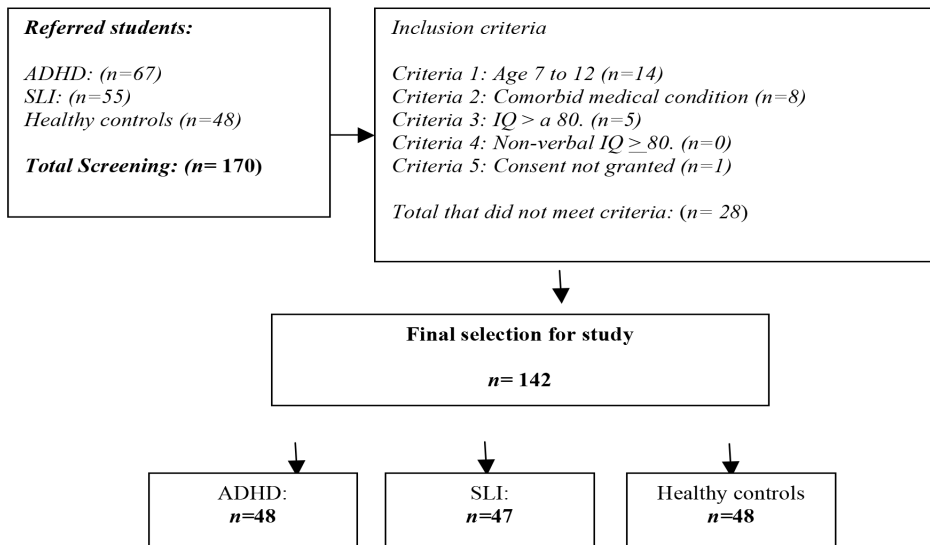 Referred students:
ADHD: (n=67)
SLI: (n=55)
Healthy controls (n=48)
Total Screening: (n= 170)
Inclusion criteria
Criteria 1: Age 7 to 12 (n=14)
Criteria 2: Comorbid medical condition (n=8)
Criteria 3: IQ > a 80. (n=5)
Criteria 4: Non-verbal IQ ≥ 80. (n=0)
Criteria 5: Consent not granted (n=1)
Total that did not meet criteria: (n= 28)
Final selection for study
n= 142
ADHD:
n=48
SLI:
n=47
Healthy controls
n=48